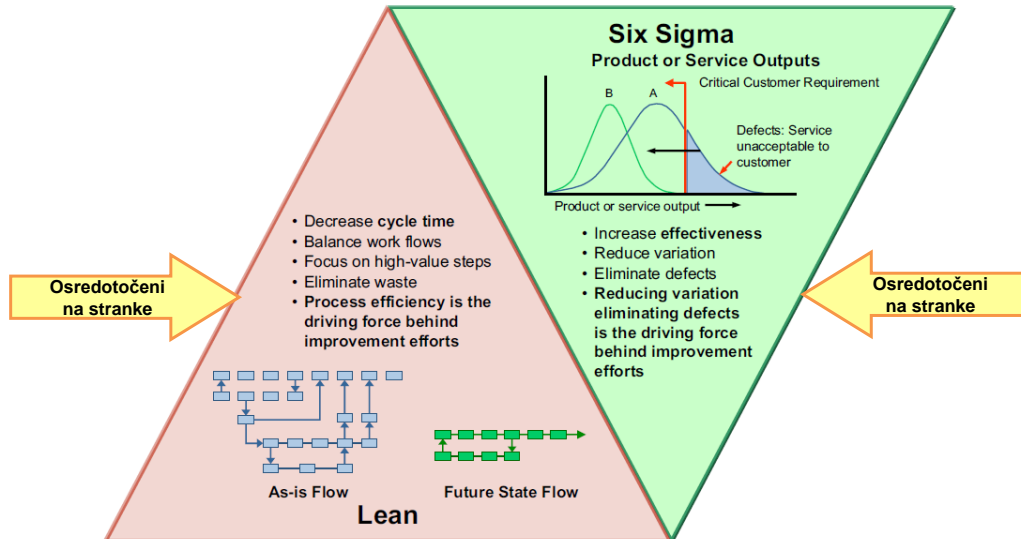 Six Sigma
Product or Service Outputs
Critical Customer Requirement
B
A
Defects: Service
unacceptable to
customer
Product or service output
• Increase effectiveness
• Reduce variation
• Eliminate defects
• Reducing variation
eliminating defects
is the driving force
behind improvement
efforts
Osredotočeni
na stranke
• Decrease cycle time
• Balance work flows
• Focus on high-value steps
• Eliminate waste
• Process efficiency is the
driving force behind
improvement efforts
Osredotočeni
na stranke
As-is Flow
Future State Flow
Lean